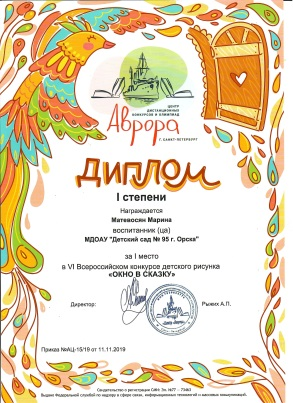 ЦЕНТР
ДИСТАНЦИОННЫХ
КОНКУРСОВ И ОЛИМПИАД
Аврора
Г. САНКТ-ПЕТЕРБУРГ
Диплом
I степени
Награждается
Матевосян Марина
воспитанник (ца)
МДОАУ "Детский сад № 95 г. Орска"
за I место
в VI Всероссийском конкурсе детского рисунка
«ОКНО В СКАЗКУ»
Директор:
Рыжих А.П.
Приказ №АЦ-15/19 от 11.11.2019
Свидетельство о регистрации СМИ: Эл. №77 – 73463
Выдано Федеральной службой по надзору в сфере связи, информационных технологий и массовых коммуникаций.